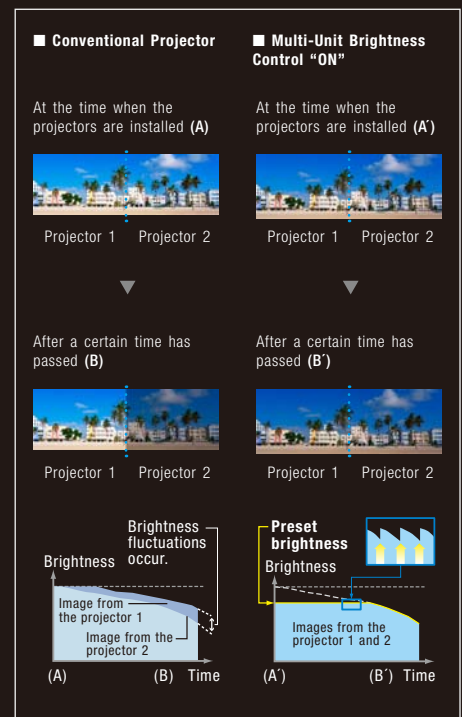 ■ Conventional Projector
At the time when the
projectors are installed (A)
Projector 1 Projector 2
After a certain time has
passed (B)
Projector 1 Projector 2
Brightness
fluctuations
occur.
Brightness
Image from
the projector 1
Image from the
projector 2
(A) (B) Time
■ Multi-Unit Brightness
Control “ON”
At the time when the
projectors are installed (A´)
Projector 1 Projector 2
After a certain time has
passed (B´)
Projector 1 Projector 2
Preset
brightness
Brightness
Images from the
projector 1 and 2
(A´) (B´) Time